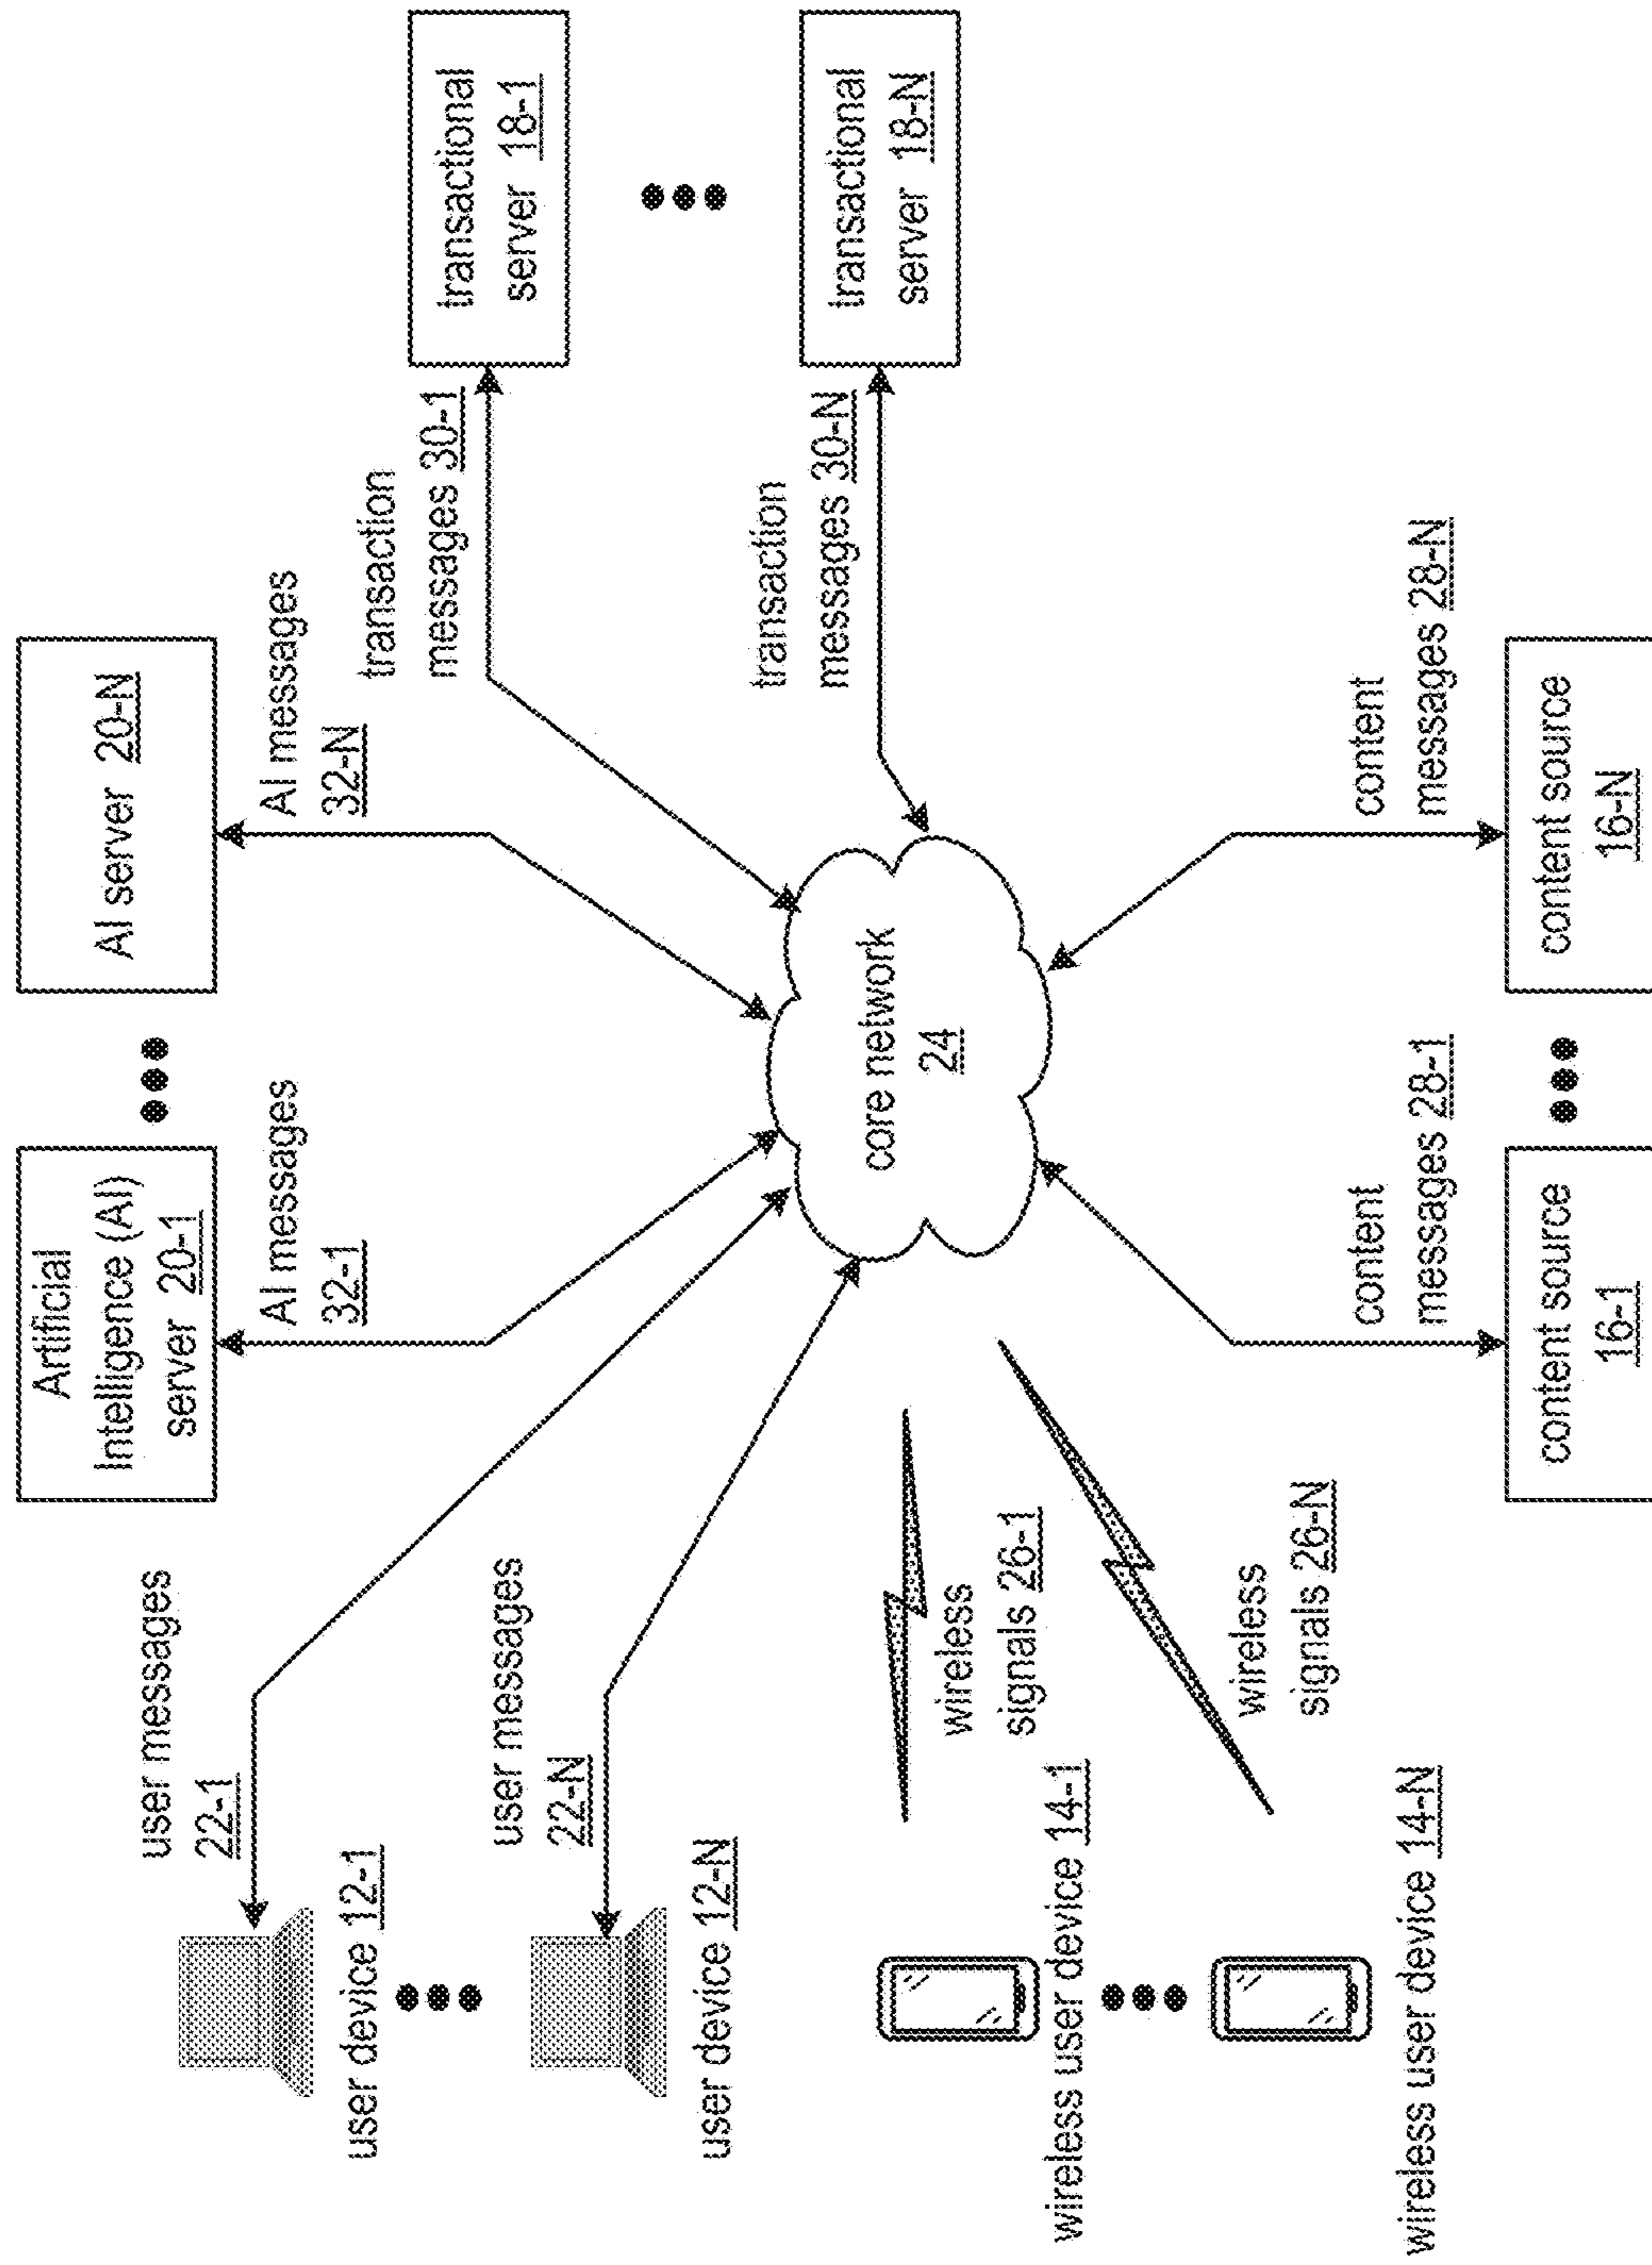 Artificial
Intelligence (AI)
server 20-1
AI server 20-N
AI messages
32-1
AI messages
32-N
user messages
22-1
user device 12-1
user messages
22-N
user device 12-N
transaction
messages 30-1
transactional
server 18-1
transaction
messages 30-N
transactional
server 18-N
core network
24
wireless
signals 26-1
wireless user device 14-1
wireless
signals 26-N
wireless user device 14-N
content
messages 28-1
content
messages 28-N
content source
16-1
content source
16-N